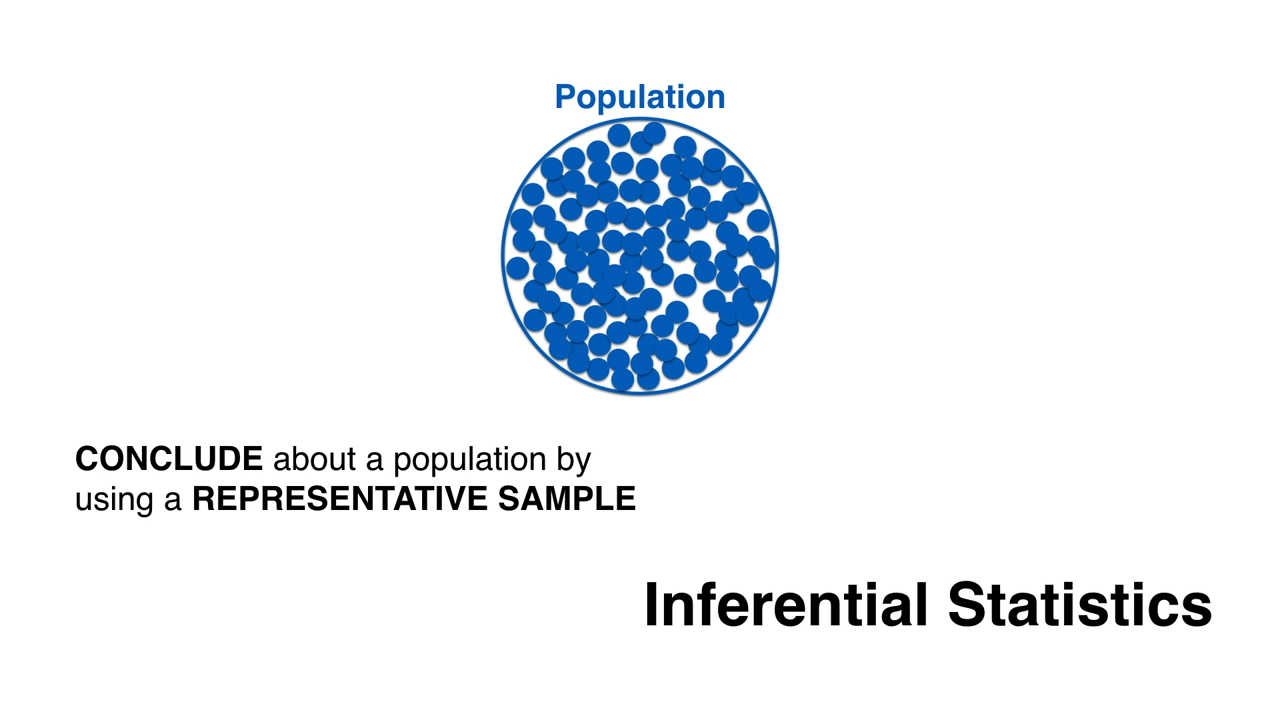 Population
CONCLUDE about a population by
using a REPRESENTATIVE SAMPLE
Inferential Statistics